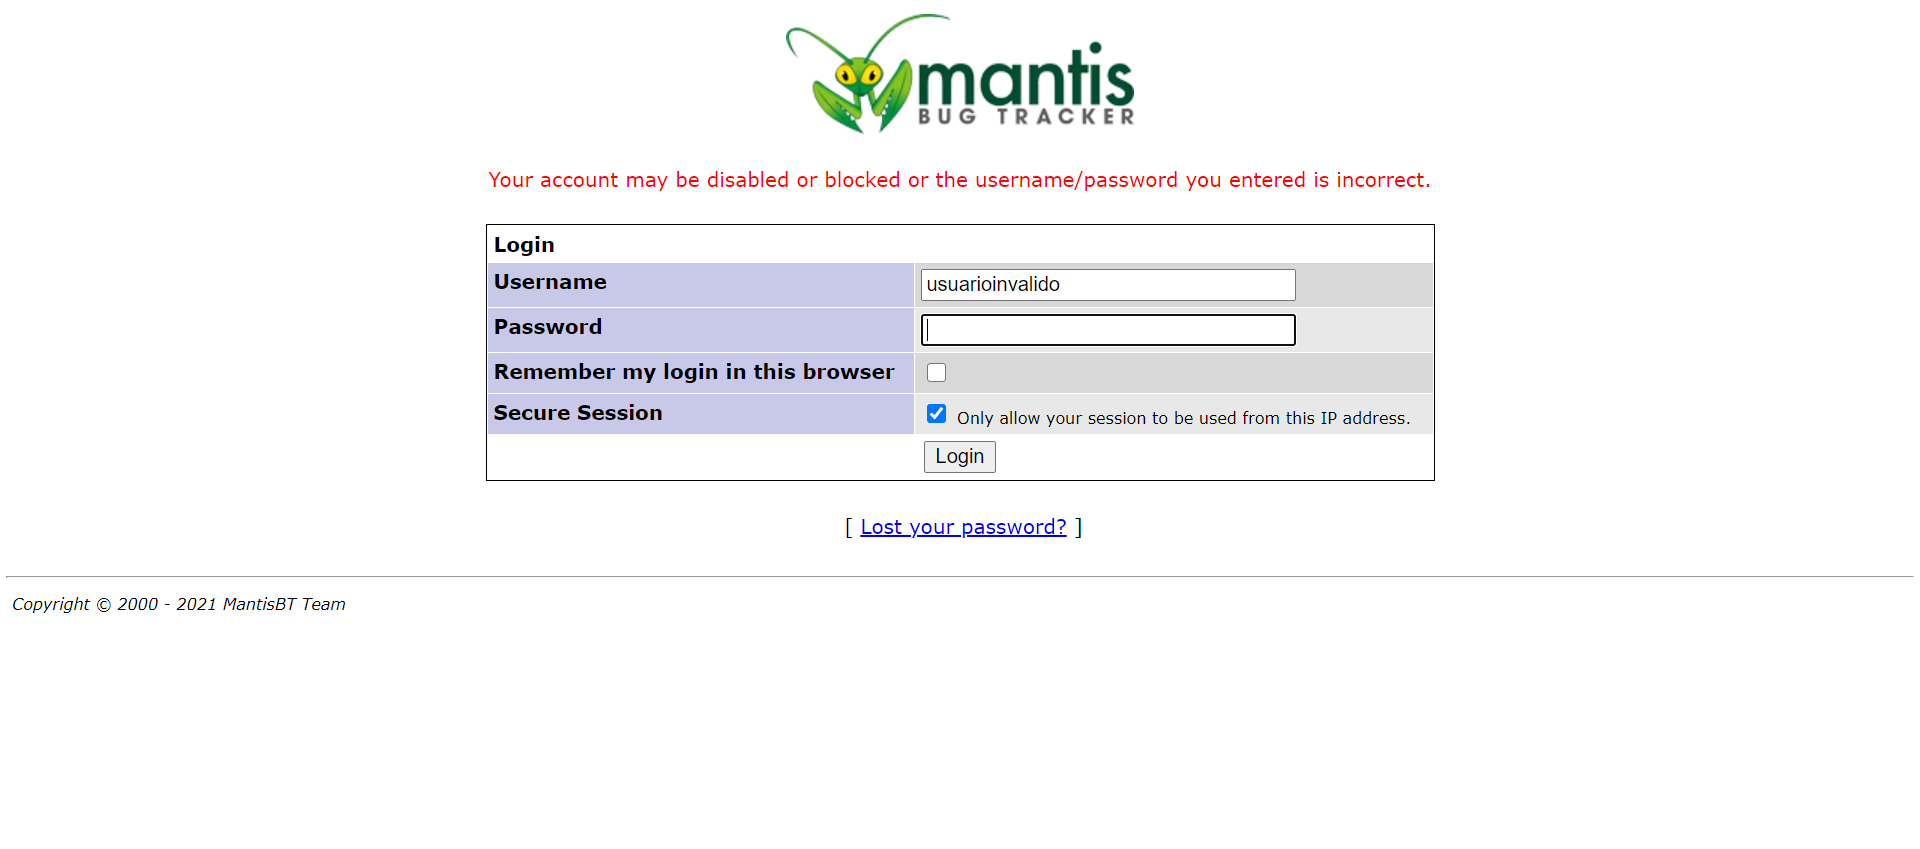 mantis
BUG TRACKER
Your account may be disabled or blocked or the username/password you entered is incorrect.
Login
Username usuarioinvalido
Password
Remember my login in this browser
Secure Session Only allow your session to be used from this IP address.
Login
[ Lost your password? ]
Copyright © 2000 - 2021 MantisBT Team